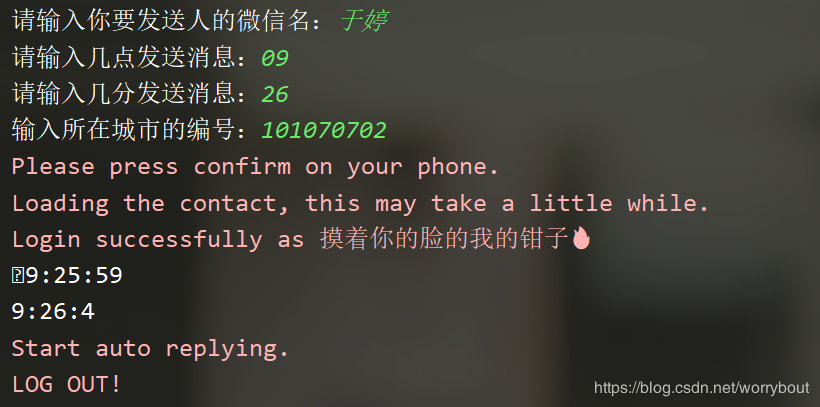 请输入你要发送人的微信名：于婷
请输入几点发送消息：09
请输入几分发送消息：26
输入所在城市的编号：101070702
Please press confirm on your phone.
Loading the contact, this may take a little while.
Login successfully as 摸着你的脸的我的钳子🔥
9:25:59
9:26:4
Start auto replying.
LOG OUT!
https://blog.csdn.net/worrybout